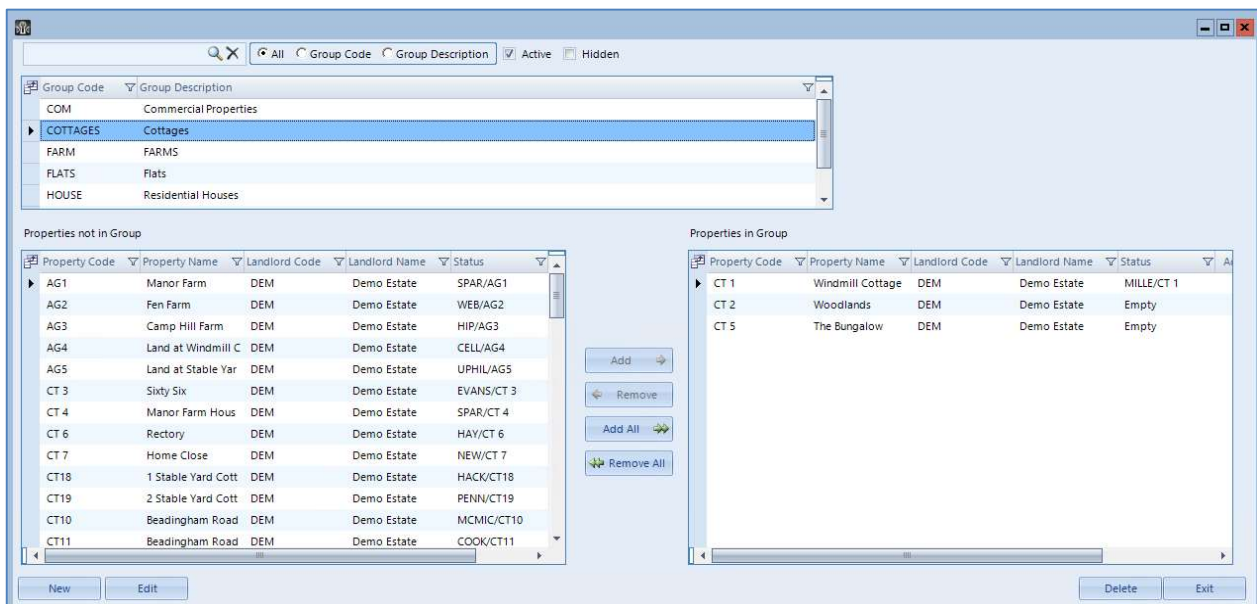 All Group Code Group Description Active Hidden
Group Code Group Description
COM Commercial Properties
COTTAGES Cottages
FARM FARMS
FLATS Flats
HOUSE Residential Houses
Properties not in Group
Property Code Property Name Landlord Code Landlord Name Status
AG1 Manor Farm DEM Demo Estate SPAR/AG1
AG2 Fen Farm DEM Demo Estate WEB/AG2
AG3 Camp Hill Farm DEM Demo Estate HIP/AG3
AG4 Land at Windmill C DEM Demo Estate CELL/AG4
AG5 Land at Stable Yar DEM Demo Estate UPHIL/AG5
CT 3 Sixty Six DEM Demo Estate EVANS/CT 3
CT 4 Manor Farm Hous DEM Demo Estate SPAR/CT 4
CT 6 Rectory DEM Demo Estate HAY/CT 6
CT 7 Home Close DEM Demo Estate NEW/CT 7
CT18 1 Stable Yard Cott DEM Demo Estate HACK/CT18
CT19 2 Stable Yard Cott DEM Demo Estate PENN/CT19
CT10 Beadingham Road DEM Demo Estate MCMIC/CT10
CT11 Beadingham Road DEM Demo Estate COOK/CT11
Add
Remove
Add All
Remove All
Properties in Group
Property Code Property Name Landlord Code Landlord Name Status
CT 1 Windmill Cottage DEM Demo Estate MILLE/CT 1
CT 2 Woodlands DEM Demo Estate Empty
CT 5 The Bungalow DEM Demo Estate Empty
New Edit Delete Exit